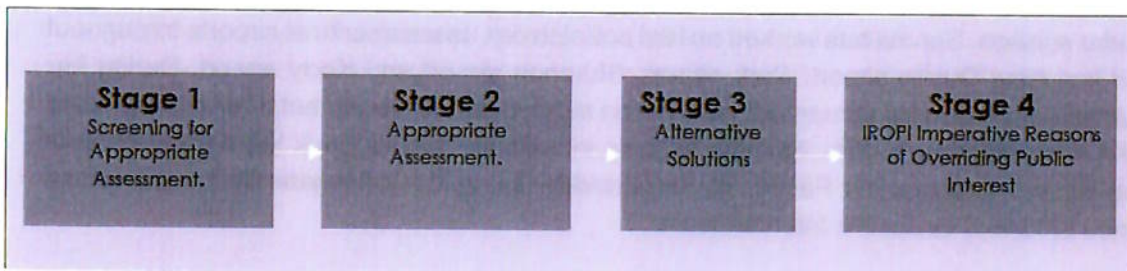 Stage 1
Screening for
Appropriate
Assessment.
Stage 2
Appropriate
Assessment.
Stage 3
Alternative
Solutions
Stage 4
IROPI Imperative Reasons
of Overriding Public
Interest